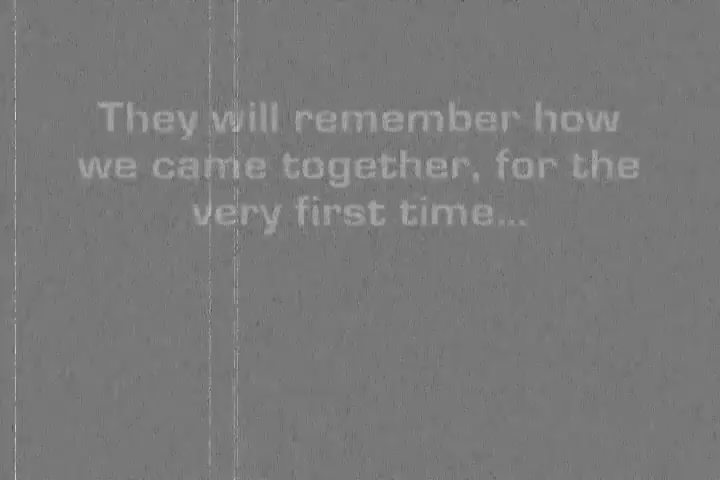 They will remember how
we came together, for the
very first time...